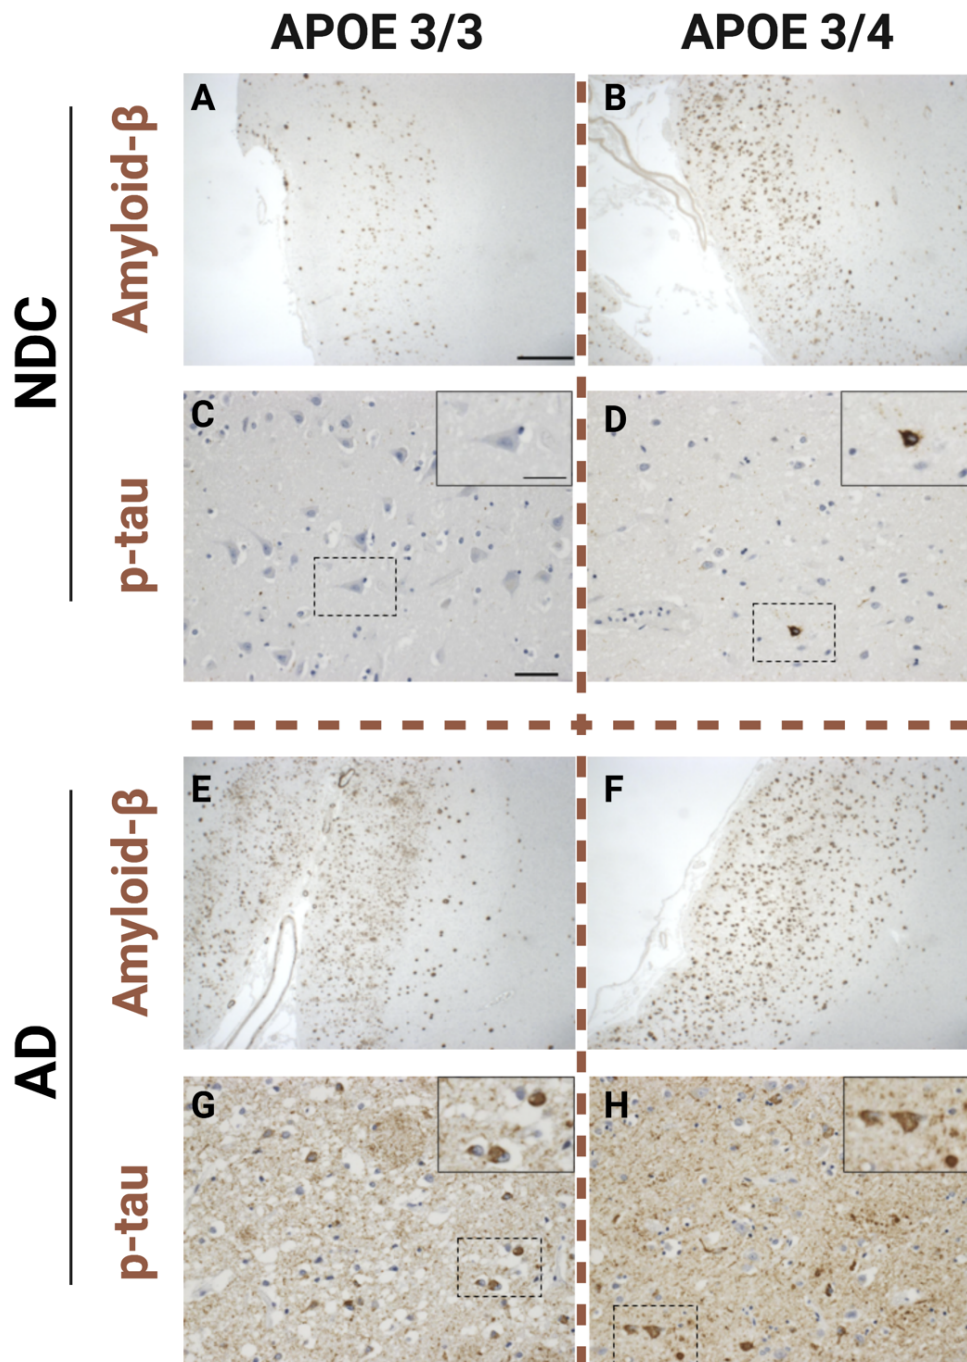 APOE 3/3
APOE 3/4
NDC
Amyloid-β
A
B
p-tau
C
D
AD
Amyloid-β
E
F
p-tau
G
H